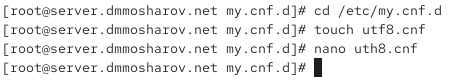 [root@server.dmmosharov.net my.cnf.d]# cd /etc/my.cnf.d
[root@server.dmmosharov.net my.cnf.d]# touch utf8.cnf
[root@server.dmmosharov.net my.cnf.d]# nano uth8.cnf
[root@server.dmmosharov.net my.cnf.d]#